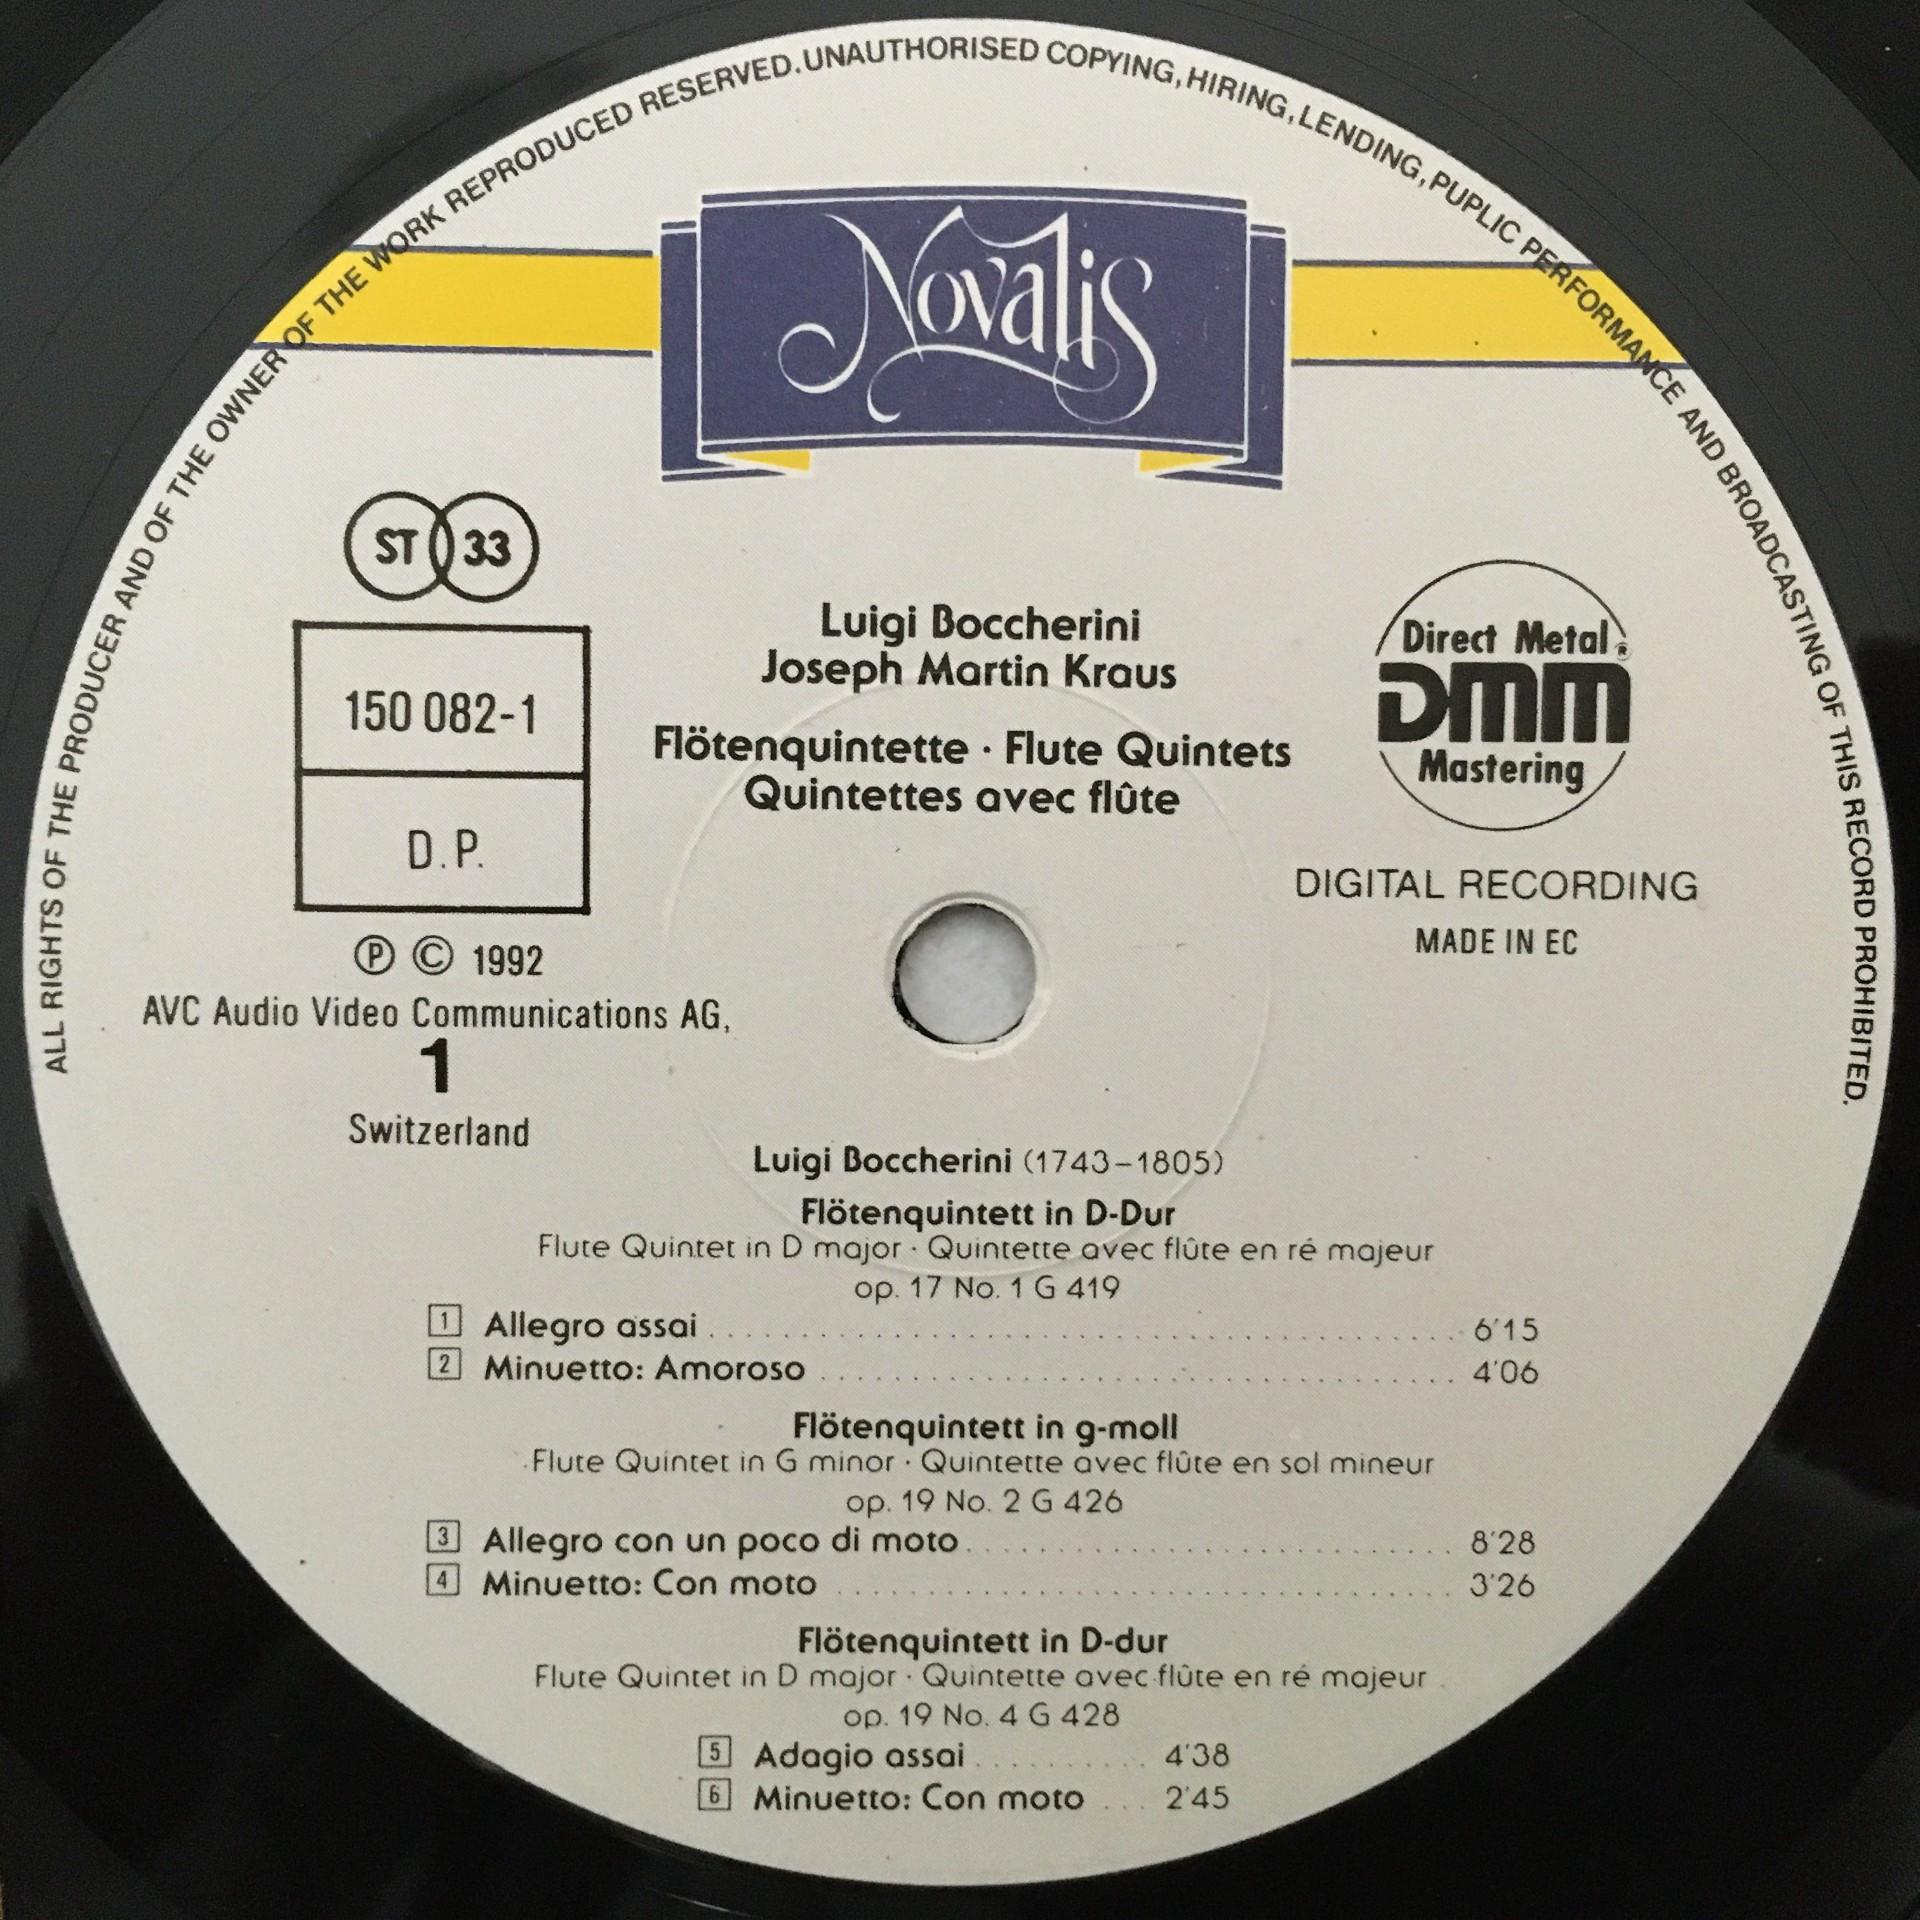 ALL RIGHTS OF THE PRODUCER AND OF THE OWNER OF THE WORK REPRODUCED RESERVED. UNAUTHORISED COPYING, HIRING, LENDING, PUPLIC PERFORMANCE AND BROADCASTING OF THIS RECORD PROHIBITED.
Novalis
ST 33
150 082-1
D.P.
Ⓟ © 1992
AVC Audio Video Communications AG,
1
Switzerland
Luigi Boccherini
Joseph Martin Kraus
Flötenquintette · Flute Quintets
Quintettes avec flûte
Direct Metal ®
DMM
Mastering
DIGITAL RECORDING
MADE IN EC
Luigi Boccherini (1743–1805)
Flötenquintett in D-Dur
Flute Quintet in D major · Quintette avec flûte en ré majeur
op. 17 No. 1 G 419
1 Allegro assai 6'15
2 Minuetto: Amoroso 4'06
Flötenquintett in g-moll
Flute Quintet in G minor · Quintette avec flûte en sol mineur
op. 19 No. 2 G 426
3 Allegro con un poco di moto 8'28
4 Minuetto: Con moto 3'26
Flötenquintett in D-dur
Flute Quintet in D major · Quintette avec flûte en ré majeur
op. 19 No. 4 G 428
5 Adagio assai 4'38
6 Minuetto: Con moto 2'45